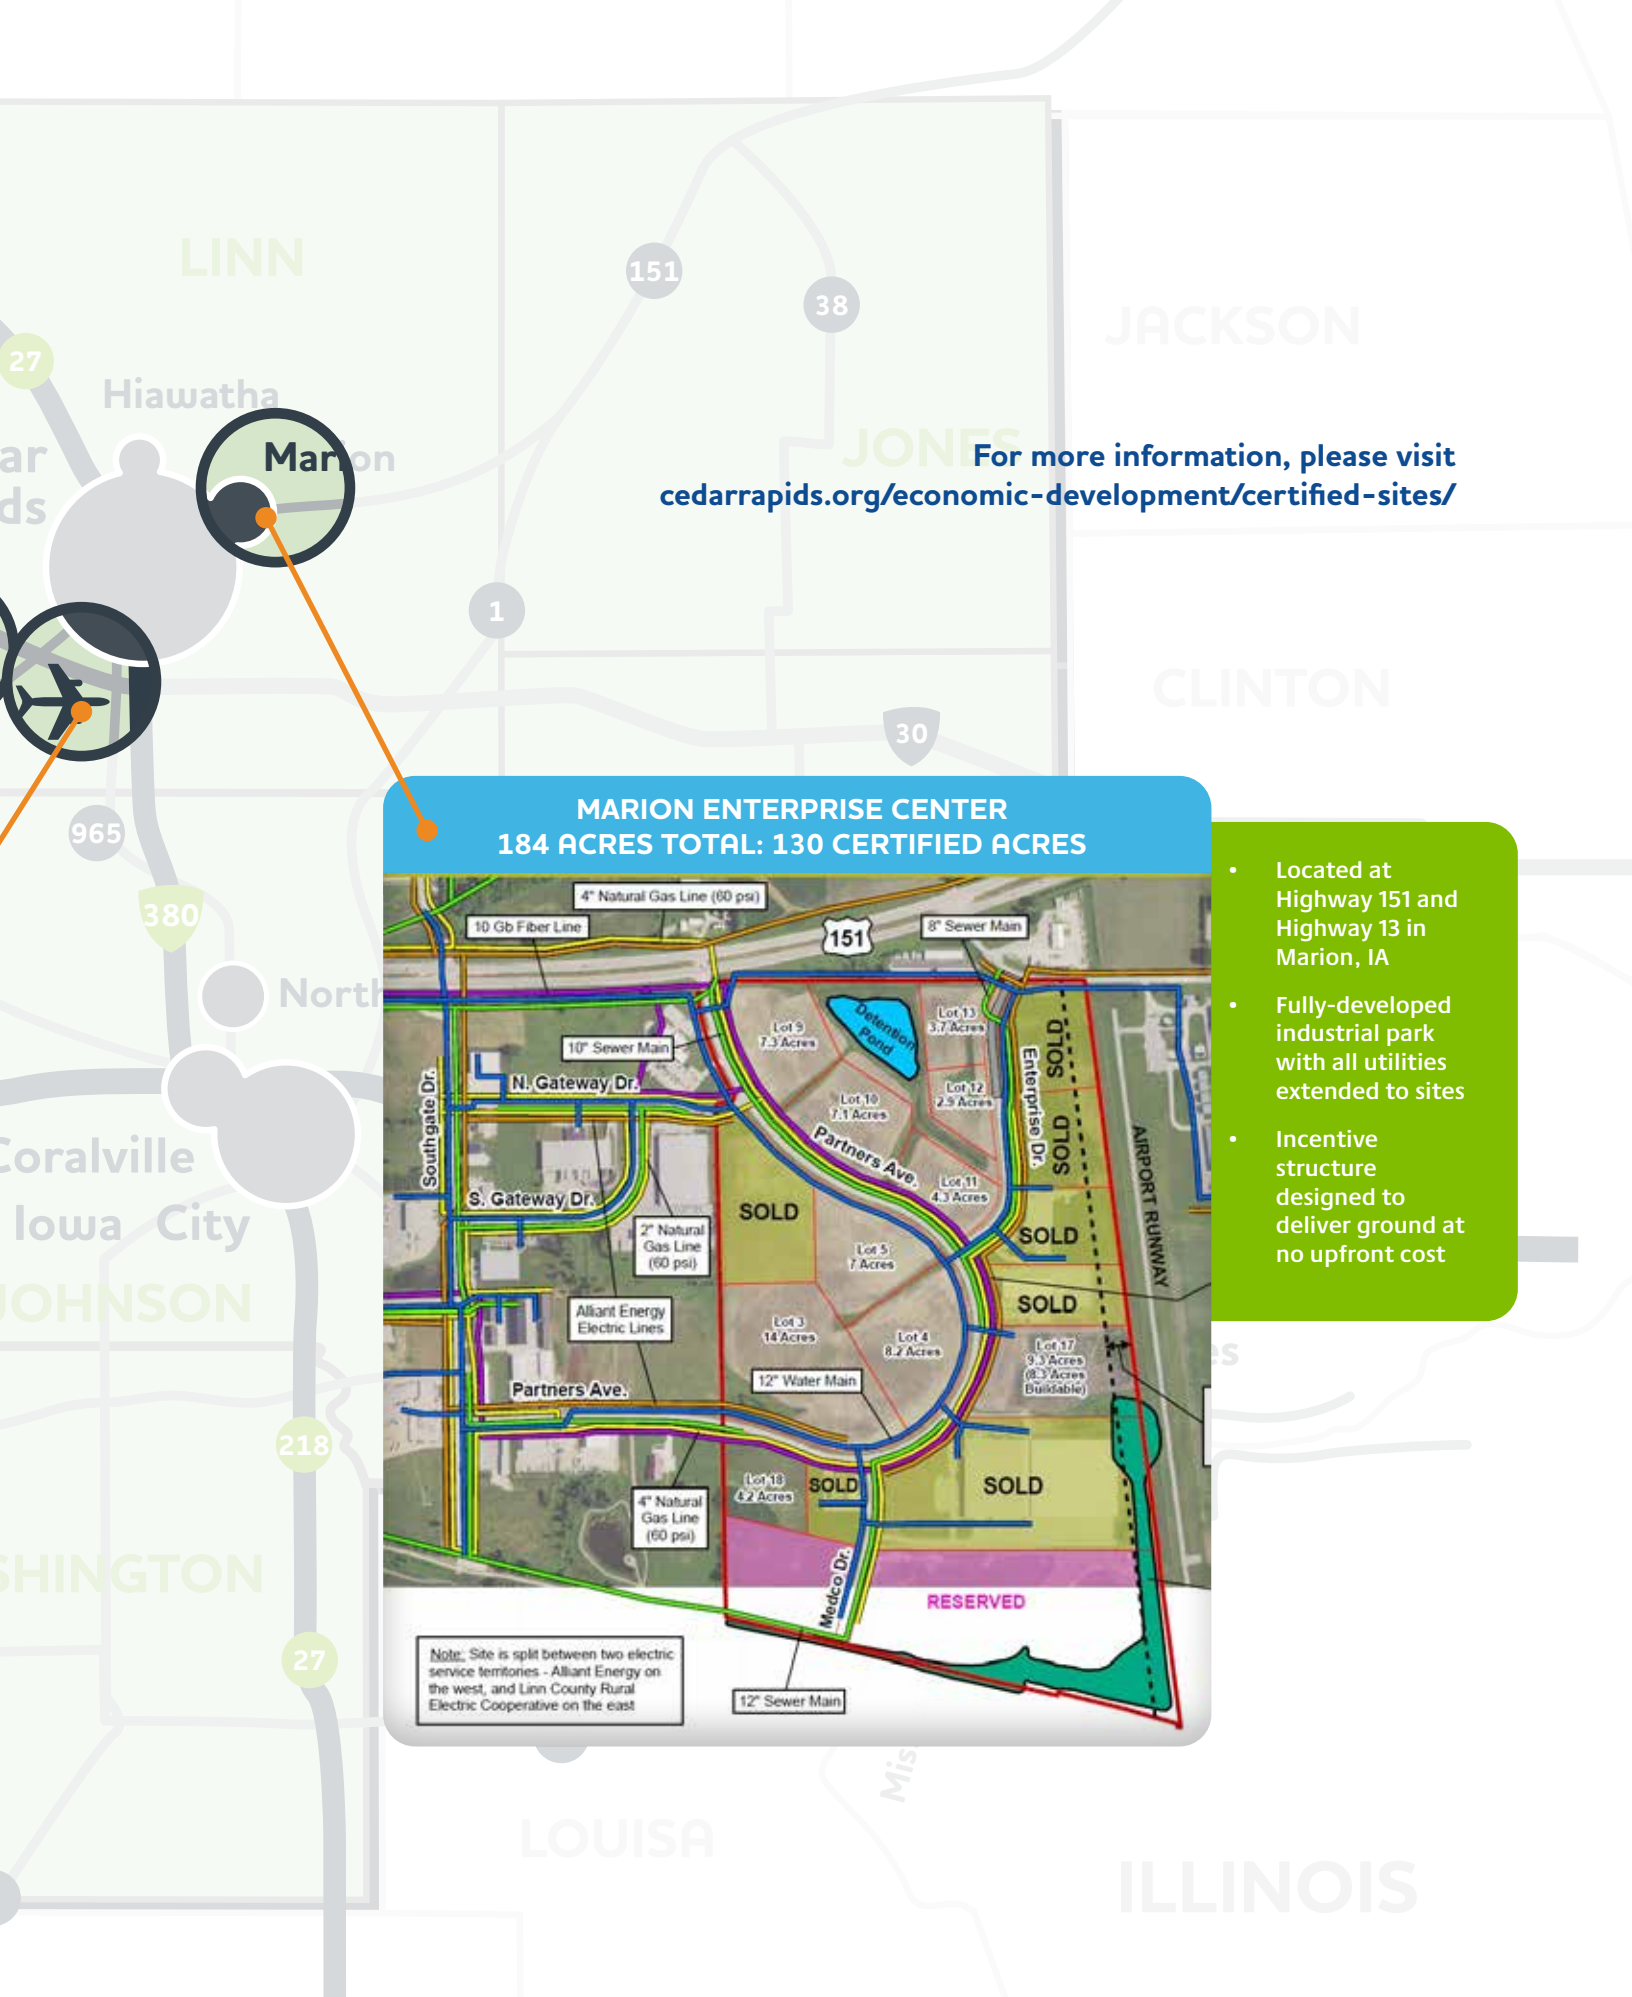 LINN
151
38
JACKSON
27
Hiawatha
ar
ds
Marion
JONES
For more information, please visit
cedarrapids.org/economic-development/certified-sites/
1
CLINTON
30
965
380
North
Coralville
Iowa City
JOHNSON
SHINGTON
218
27
MARION ENTERPRISE CENTER
184 ACRES TOTAL: 130 CERTIFIED ACRES
4" Natural Gas Line (60 psi)
10 Gb Fiber Line
151
8" Sewer Main
Lot 9
7.3 Acres
Detention
Pond
Lot 13
3.7 Acres
SOLD
10" Sewer Main
N. Gateway Dr.
Southgate Dr.
Lot 10
7.1 Acres
Lot 12
2.9 Acres
Enterprise Dr.
SOLD
Partners Ave.
AIRPORT RUNWAY
S. Gateway Dr.
SOLD
Lot 11
4.3 Acres
2" Natural
Gas Line
(60 psi)
Lot 5
7 Acres
SOLD
SOLD
Alliant Energy
Electric Lines
Lot 3
14 Acres
Lot 4
8.2 Acres
Lot 17
9.3 Acres
(8.3 Acres
Buildable)
12" Water Main
Partners Ave.
Lot 18
4.2 Acres
SOLD
SOLD
4" Natural
Gas Line
(60 psi)
Medco Dr.
RESERVED
Note: Site is split between two electric
service territories - Alliant Energy on
the west, and Linn County Rural
Electric Cooperative on the east
12" Sewer Main
• Located at
Highway 151 and
Highway 13 in
Marion, IA
• Fully-developed
industrial park
with all utilities
extended to sites
• Incentive
structure
designed to
deliver ground at
no upfront cost
es
Mis
LOUISA
ILLINOIS